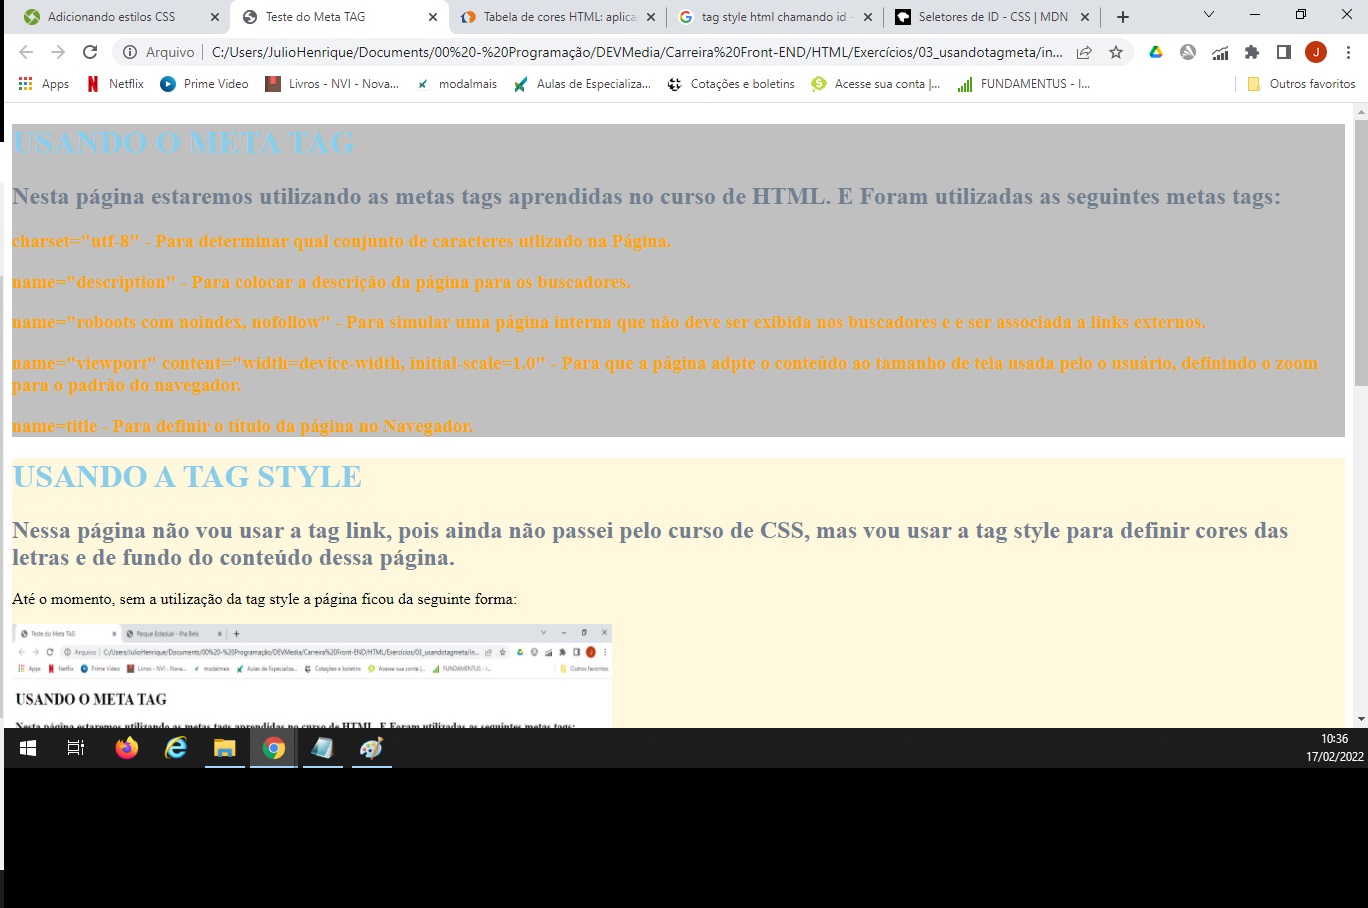 Adicionando estilos CSS
Teste do Meta TAG
Tabela de cores HTML: aplica
tag style html chamando id
Seletores de ID - CSS | MDN
Arquivo
C:/Users/JulioHenrique/Documents/00%20-%20Programação/DEVMedia/Carreira%20Front-END/HTML/Exercícios/03_usandotagmeta/in...
J
Apps
Netflix
Prime Video
Livros - NVI - Nova...
modalmais
Aulas de Especializa...
Cotações e boletins
Acesse sua conta |...
FUNDAMENTUS - I...
Outros favoritos
USANDO O META TAG
Nesta página estaremos utilizando as metas tags aprendidas no curso de HTML. E Foram utilizadas as seguintes metas tags:
charset="utf-8" - Para determinar qual conjunto de caracteres utlizado na Página.
name="description" - Para colocar a descrição da página para os buscadores.
name="roboots com noindex, nofollow" - Para simular uma página interna que não deve ser exibida nos buscadores e e ser associada a links externos.
name="viewport" content="width=device-width, initial-scale=1.0" - Para que a página adpte o conteúdo ao tamanho de tela usada pelo o usuário, definindo o zoom
para o padrão do navegador.
name=title - Para definir o título da página no Navegador.
USANDO A TAG STYLE
Nessa página não vou usar a tag link, pois ainda não passei pelo curso de CSS, mas vou usar a tag style para definir cores das
letras e de fundo do conteúdo dessa página.
Até o momento, sem a utilização da tag style a página ficou da seguinte forma:
Teste do Meta TAG
Parque Estadual - Ilha Bela
Arquivo
C:/Users/JulioHenrique/Documents/00%20-%20Programação/DEVMedia/Carreira%20Front-END/HTML/Exercícios/03_usandotagmeta/in...
J
Apps
Netflix
Prime Video
Livros - NVI - Nova...
modalmais
Aulas de Especializa...
Cotações e boletins
Acesse sua conta |...
FUNDAMENTUS - I...
Outros favoritos
USANDO O META TAG
Nesta página estaremos utilizando as metas tags aprendidas no curso de HTML. E Foram utilizadas as seguintes metas tags:
10:36
17/02/2022